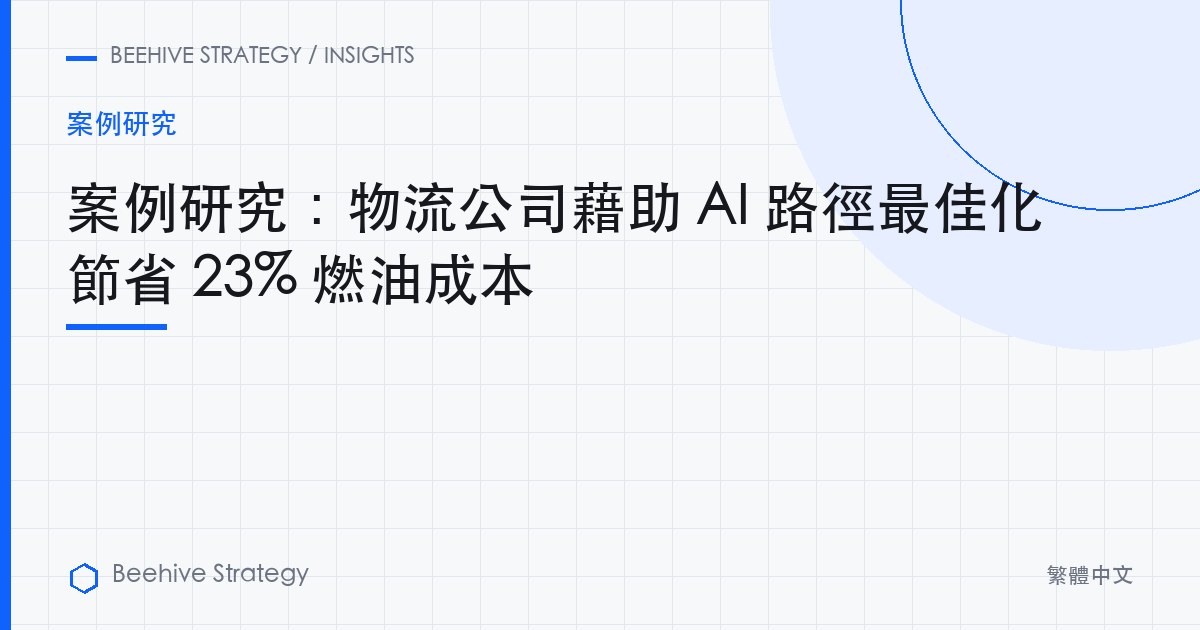 BEEHIVE STRATEGY / INSIGHTS
案例研究
案例研究：物流公司藉助 AI 路徑最佳化
節省 23% 燃油成本
Beehive Strategy
繁體中文